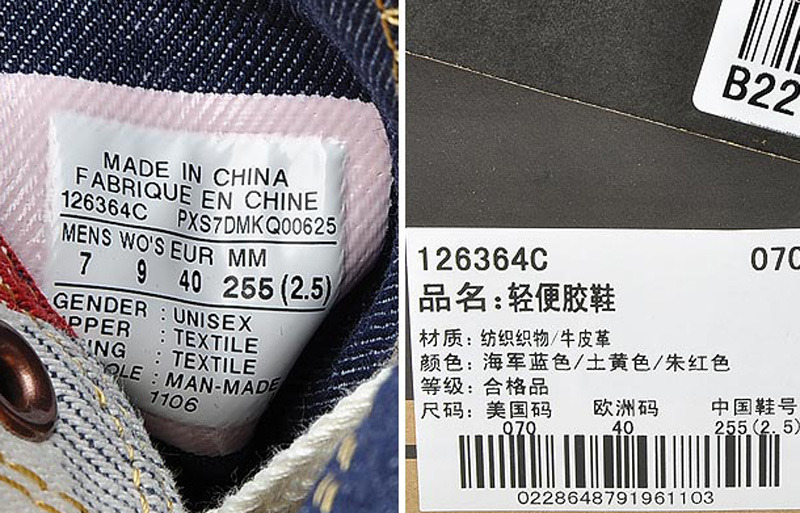 MADE IN CHINA
FABRIQUE EN CHINE
126364C PXS7DMKQ00625
MENS WO'S EUR MM
7 9 40 255 (2.5)
GENDER : UNISEX
: TEXTILE
: TEXTILE
: MAN-MADE
1106
B22
126364C 070
品名:轻便胶鞋
材质: 纺织织物/牛皮革
颜色: 海军蓝色/土黄色/朱红色
等级: 合格品
尺码: 美国码 欧洲码 中国鞋号
070 40 255(2.5)
0228648791961103